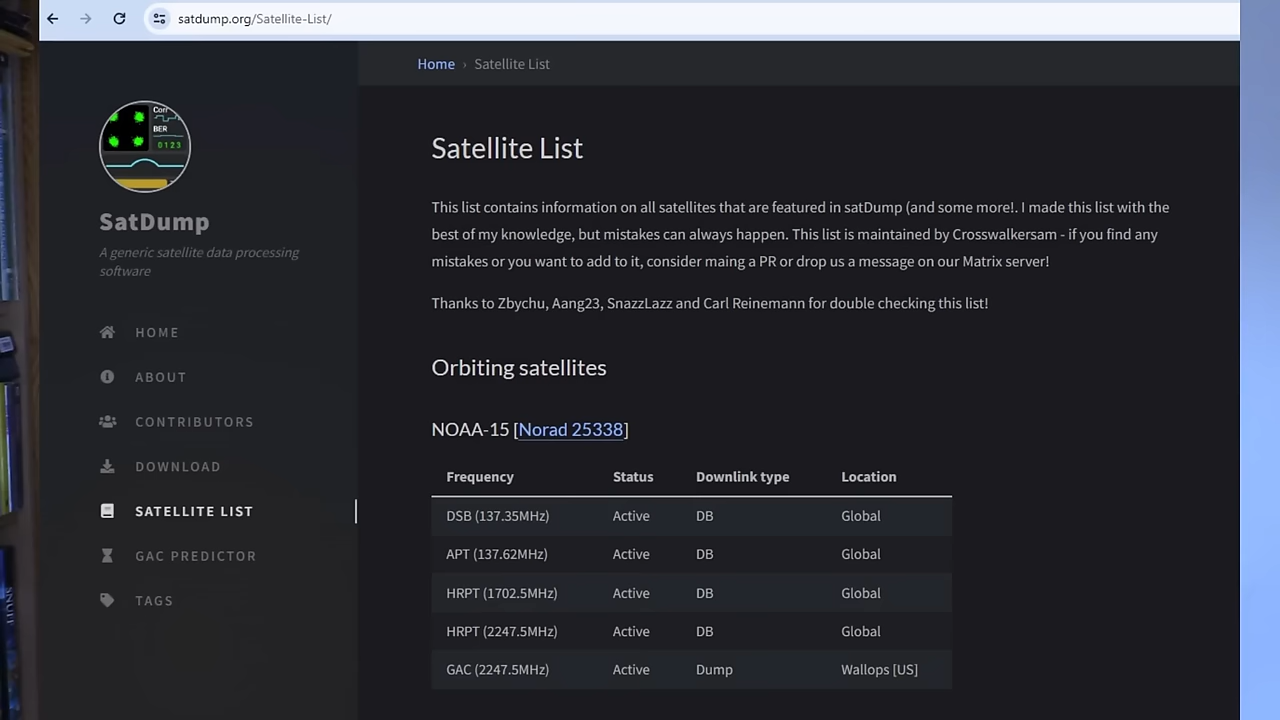 satdump.org/Satellite-List/
Home › Satellite List
Corr
BER
0123
SatDump
A generic satellite data processing
software
HOME
ABOUT
CONTRIBUTORS
DOWNLOAD
SATELLITE LIST
GAC PREDICTOR
TAGS
Satellite List
This list contains information on all satellites that are featured in satDump (and some more!. I made this list with the
best of my knowledge, but mistakes can always happen. This list is maintained by Crosswalkersam - if you find any
mistakes or you want to add to it, consider maing a PR or drop us a message on our Matrix server!
Thanks to Zbychu, Aang23, SnazzLazz and Carl Reinemann for double checking this list!
Orbiting satellites
NOAA-15 [Norad 25338]
Frequency Status Downlink type Location
DSB (137.35MHz) Active DB Global
APT (137.62MHz) Active DB Global
HRPT (1702.5MHz) Active DB Global
HRPT (2247.5MHz) Active DB Global
GAC (2247.5MHz) Active Dump Wallops [US]